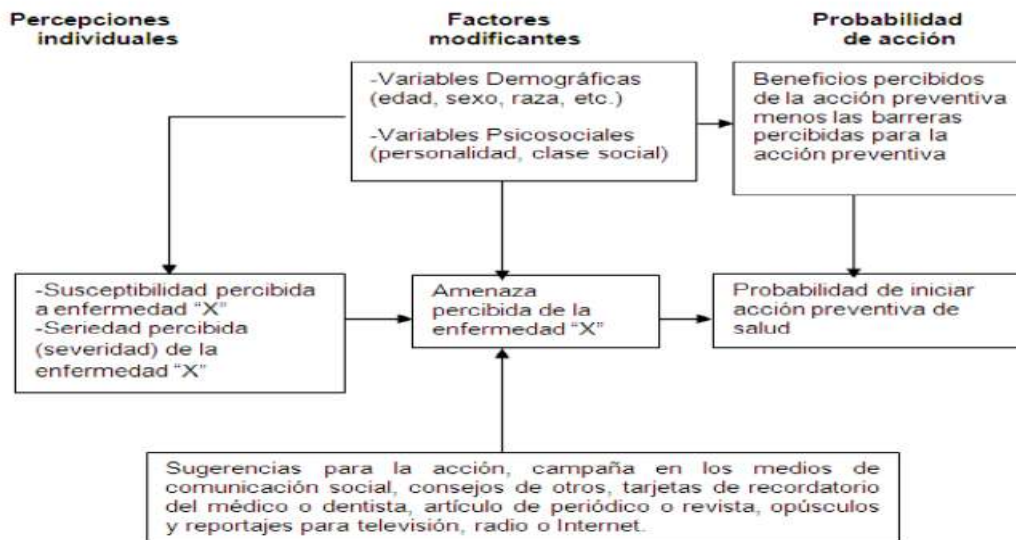 Percepciones
individuales
Factores
modificantes
Probabilidad
de acción
-Variables Demográficas
(edad, sexo, raza, etc.)
-Variables Psicosociales
(personalidad, clase social)
Beneficios percibidos
de la acción preventiva
menos las barreras
percibidas para la
acción preventiva
-Susceptibilidad percibida
a enfermedad “X”
-Seriedad percibida
(severidad) de la
enfermedad “X”
Amenaza
percibida de la
enfermedad “X”
Probabilidad de iniciar
acción preventiva de
salud
Sugerencias para la acción, campaña en los medios de
comunicación social, consejos de otros, tarjetas de recordatorio
del médico o dentista, artículo de periódico o revista, opúsculos
y reportajes para televisión, radio o Internet.